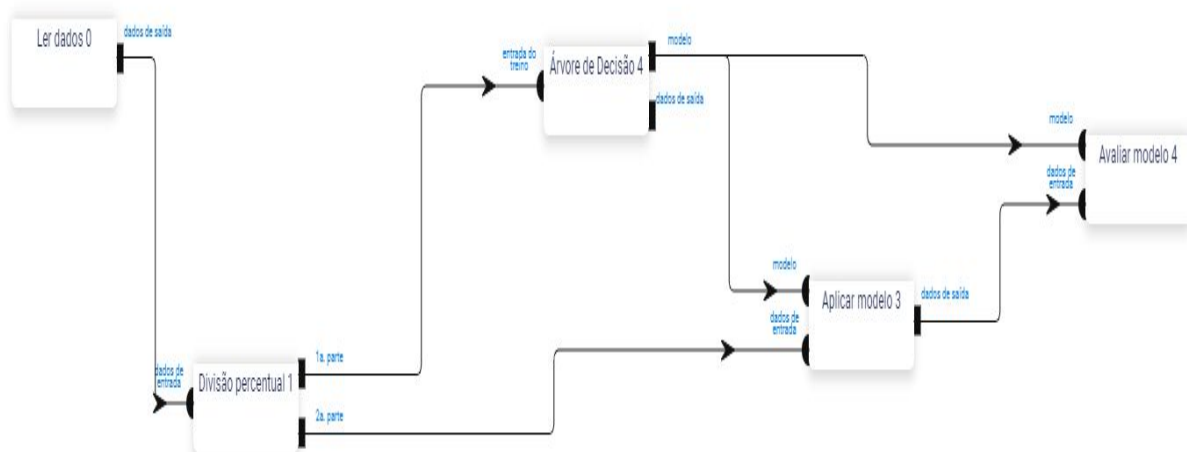 Ler dados 0
dados de saída
dados de
entrada
Divisão percentual 1
1a. parte
2a. parte
entrada do
treino
Árvore de Decisão 4
modelo
dados de saída
modelo
dados de
entrada
Aplicar modelo 3
dados de saída
modelo
dados de
entrada
Avaliar modelo 4